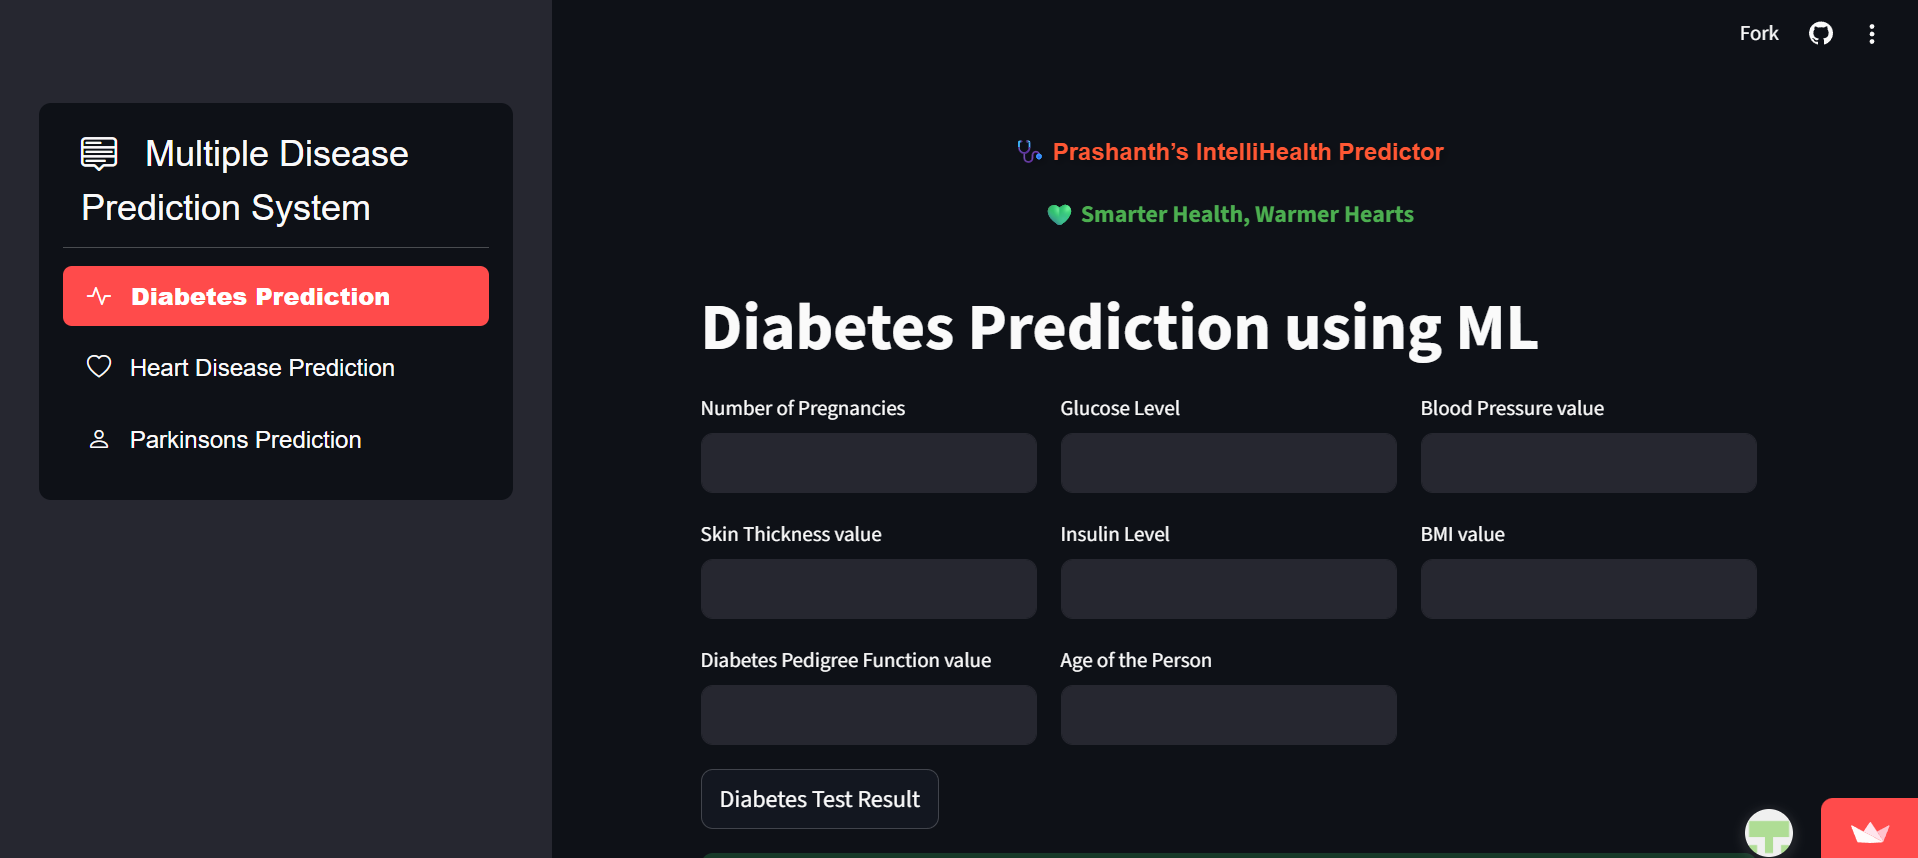 Fork
Multiple Disease
Prediction System
Diabetes Prediction
Heart Disease Prediction
Parkinsons Prediction
Prashanth’s IntelliHealth Predictor
Smarter Health, Warmer Hearts
Diabetes Prediction using ML
Number of Pregnancies
Glucose Level
Blood Pressure value
Skin Thickness value
Insulin Level
BMI value
Diabetes Pedigree Function value
Age of the Person
Diabetes Test Result